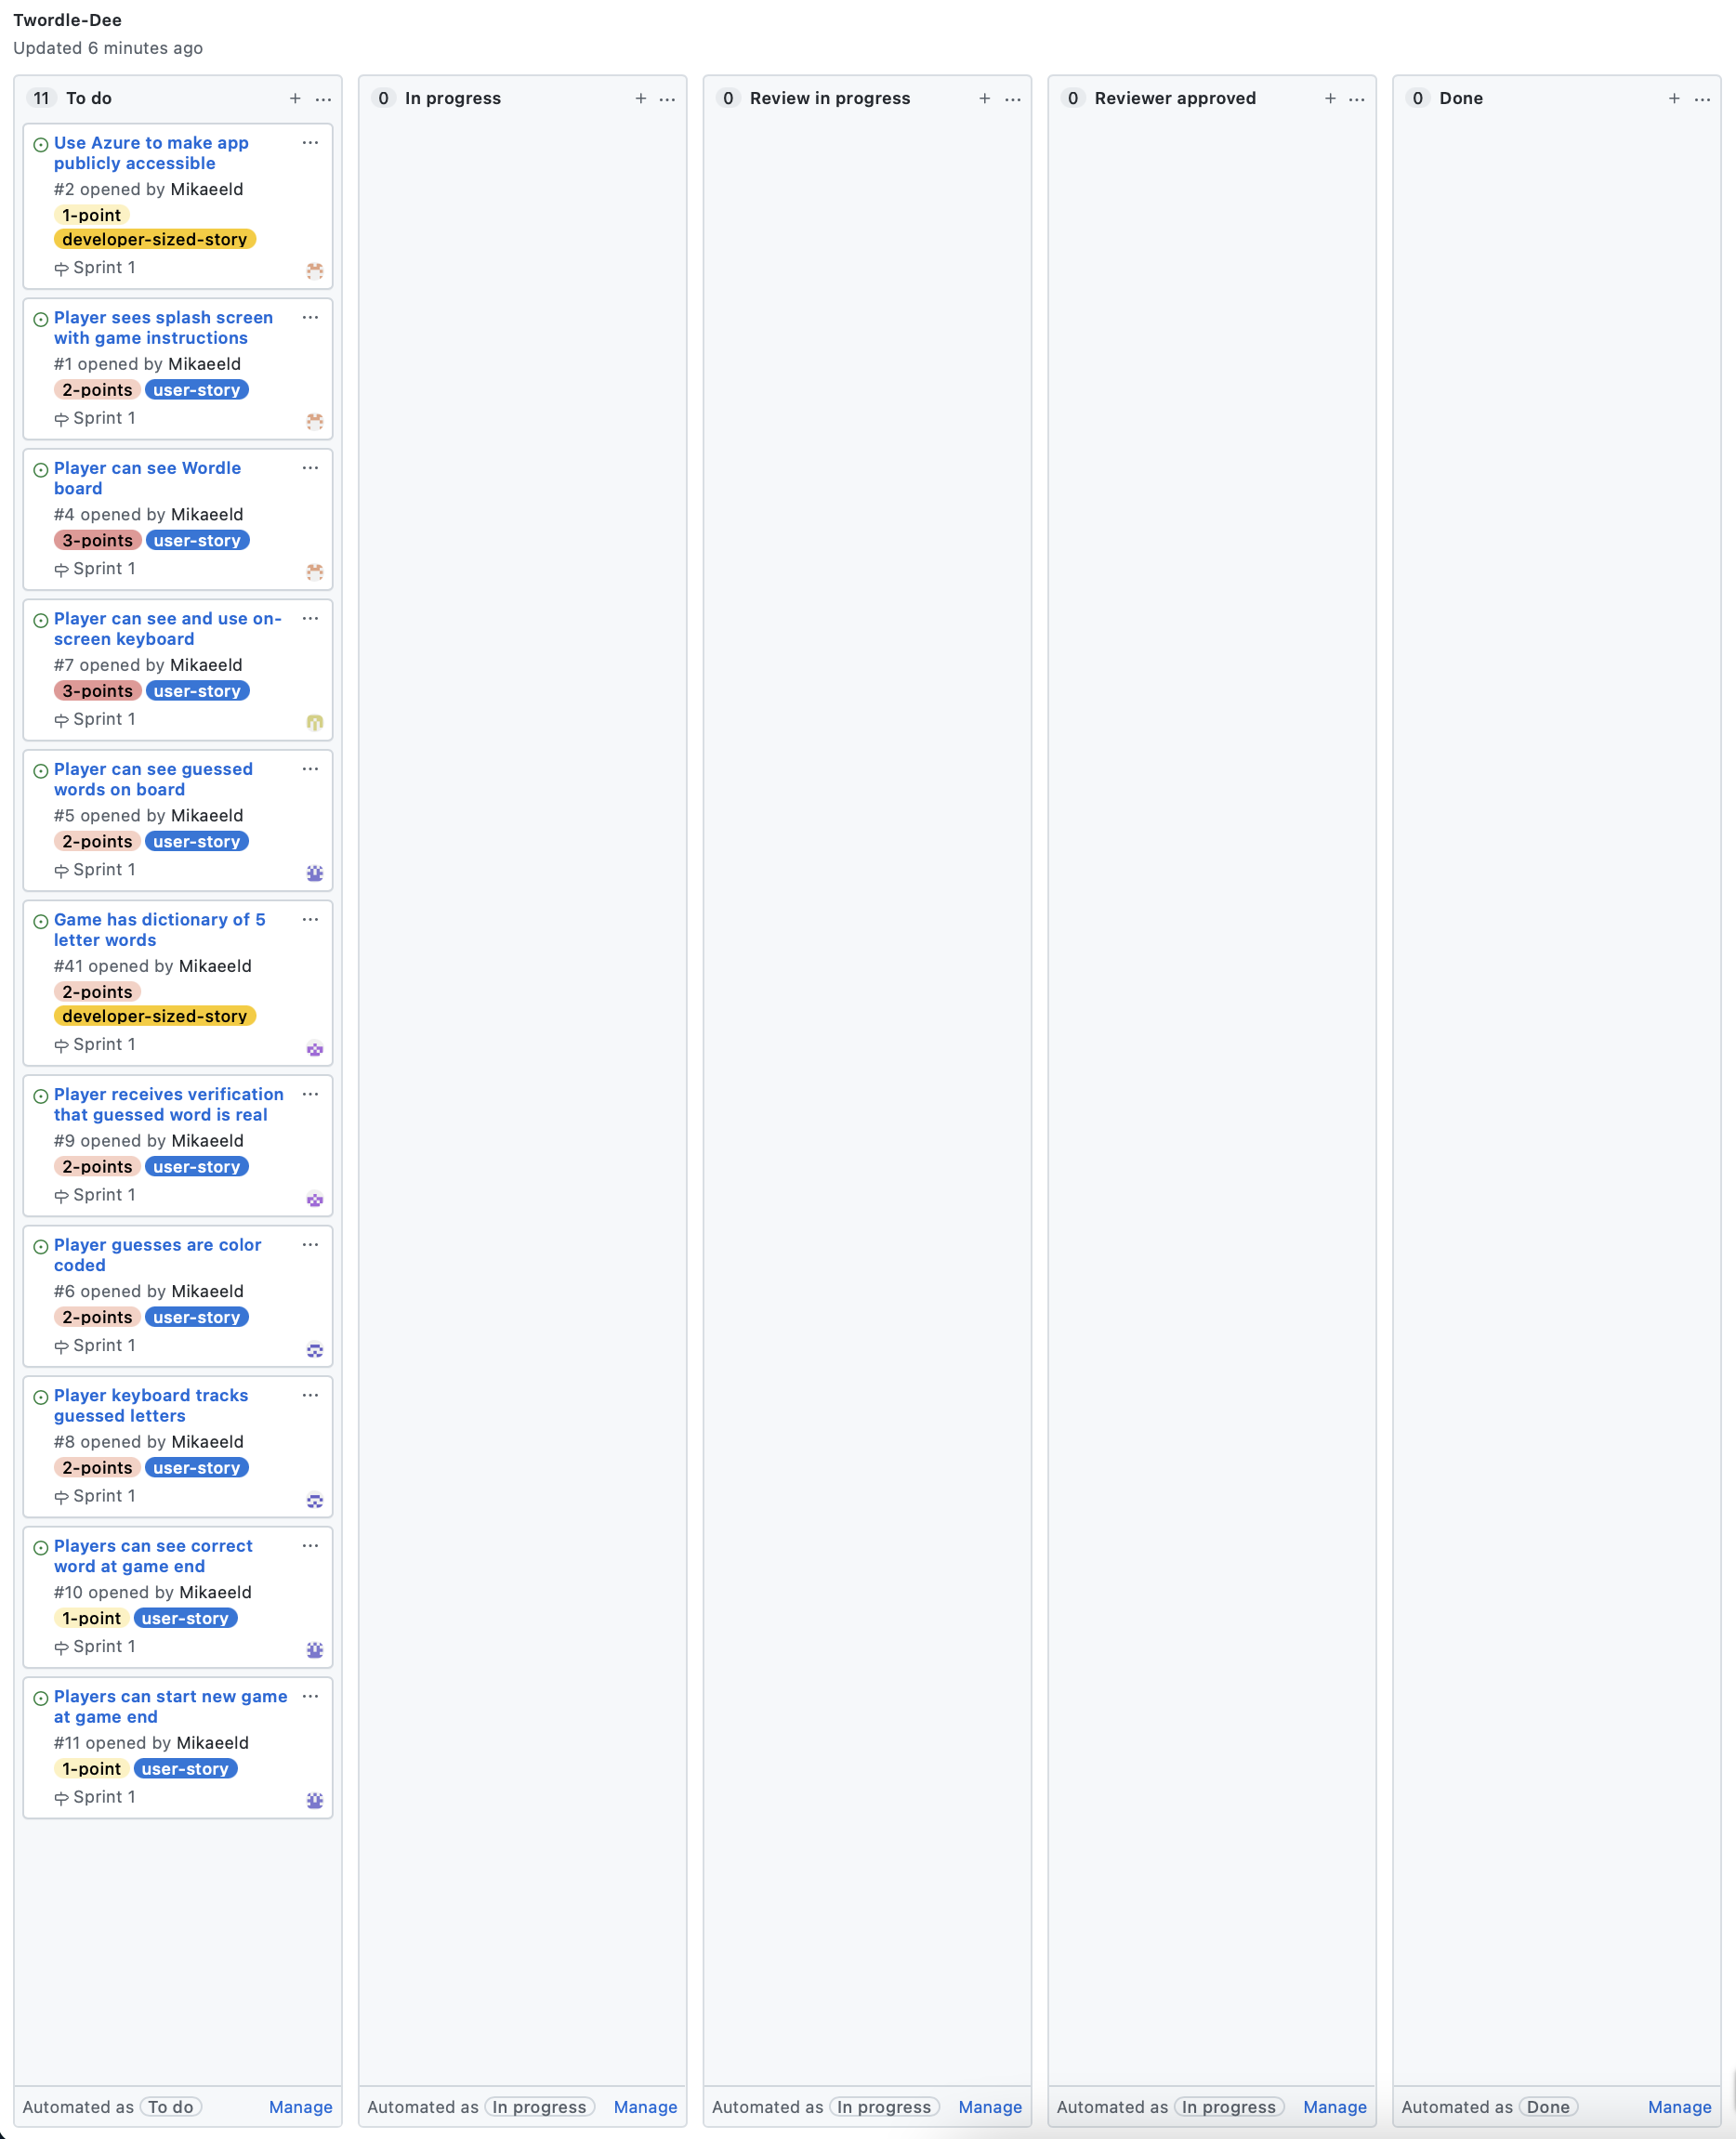 Twordle-Dee
Updated 6 minutes ago
11 To do
Use Azure to make app
publicly accessible
#2 opened by Mikaeeld
1-point
developer-sized-story
Sprint 1
Player sees splash screen
with game instructions
#1 opened by Mikaeeld
2-points user-story
Sprint 1
Player can see Wordle
board
#4 opened by Mikaeeld
3-points user-story
Sprint 1
Player can see and use on-
screen keyboard
#7 opened by Mikaeeld
3-points user-story
Sprint 1
Player can see guessed
words on board
#5 opened by Mikaeeld
2-points user-story
Sprint 1
Game has dictionary of 5
letter words
#41 opened by Mikaeeld
2-points
developer-sized-story
Sprint 1
Player receives verification
that guessed word is real
#9 opened by Mikaeeld
2-points user-story
Sprint 1
Player guesses are color
coded
#6 opened by Mikaeeld
2-points user-story
Sprint 1
Player keyboard tracks
guessed letters
#8 opened by Mikaeeld
2-points user-story
Sprint 1
Players can see correct
word at game end
#10 opened by Mikaeeld
1-point user-story
Sprint 1
Players can start new game
at game end
#11 opened by Mikaeeld
1-point user-story
Sprint 1
Automated as To do Manage
0 In progress
Automated as In progress Manage
0 Review in progress
Automated as In progress Manage
0 Reviewer approved
Automated as In progress Manage
0 Done
Automated as Done Manage